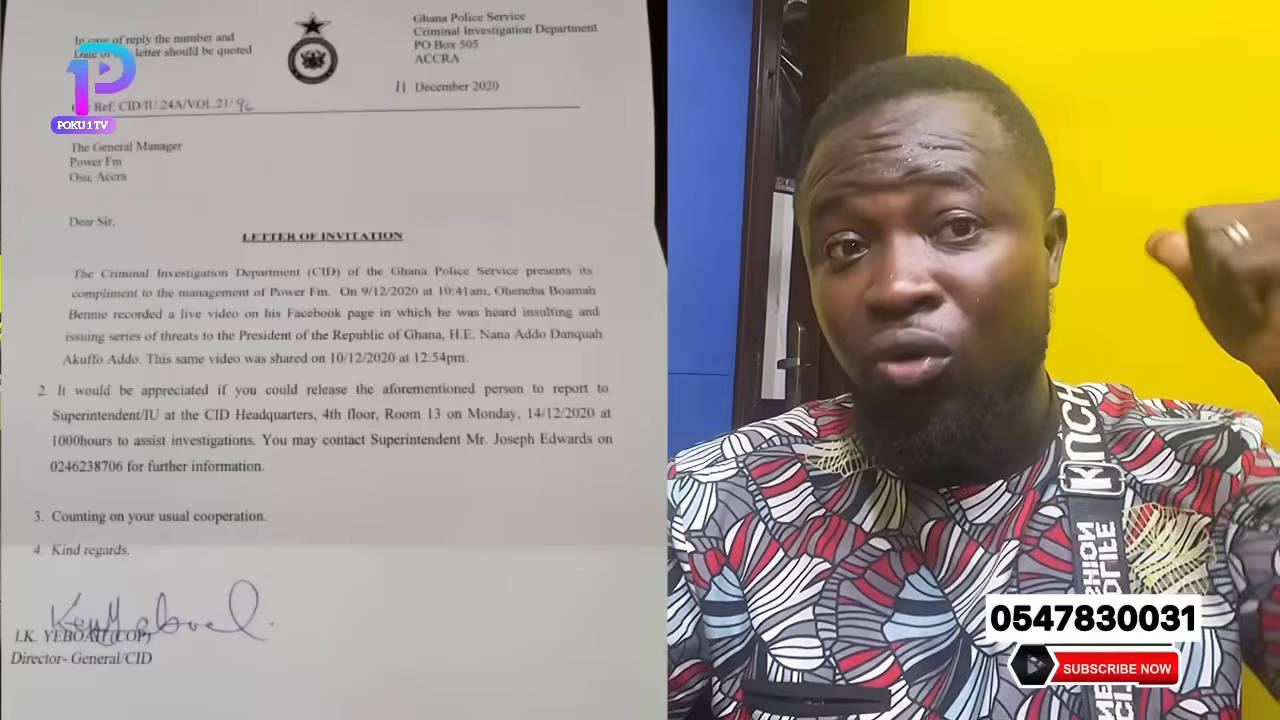 In case of reply the number and
Date of letter should be quoted
Ref: CID/IU.24A/VOL.21/96
Ghana Police Service
Criminal Investigation Department
PO Box 505
ACCRA
11 December 2020
The General Manager
Power Fm
Osu, Accra
Dear Sir,
LETTER OF INVITATION
The Criminal Investigation Department (CID) of the Ghana Police Service presents its
compliment to the management of Power Fm. On 9/12/2020 at 10:41am, Oheneba Boamah
Bennie recorded a live video on his Facebook page in which he was heard insulting and
issuing series of threats to the President of the Republic of Ghana, H.E. Nana Addo Danquah
Akuffo Addo. This same video was shared on 10/12/2020 at 12:54pm.
2. It would be appreciated if you could release the aforementioned person to report to
Superintendent/IU at the CID Headquarters, 4th floor, Room 13 on Monday, 14/12/2020 at
1000hours to assist investigations. You may contact Superintendent Mr. Joseph Edwards on
0246238706 for further information.
3. Counting on your usual cooperation.
4. Kind regards.
I.K. YEBOAH (COP)
Director- General/CID
POKU1TV
0547830031
SUBSCRIBE NOW